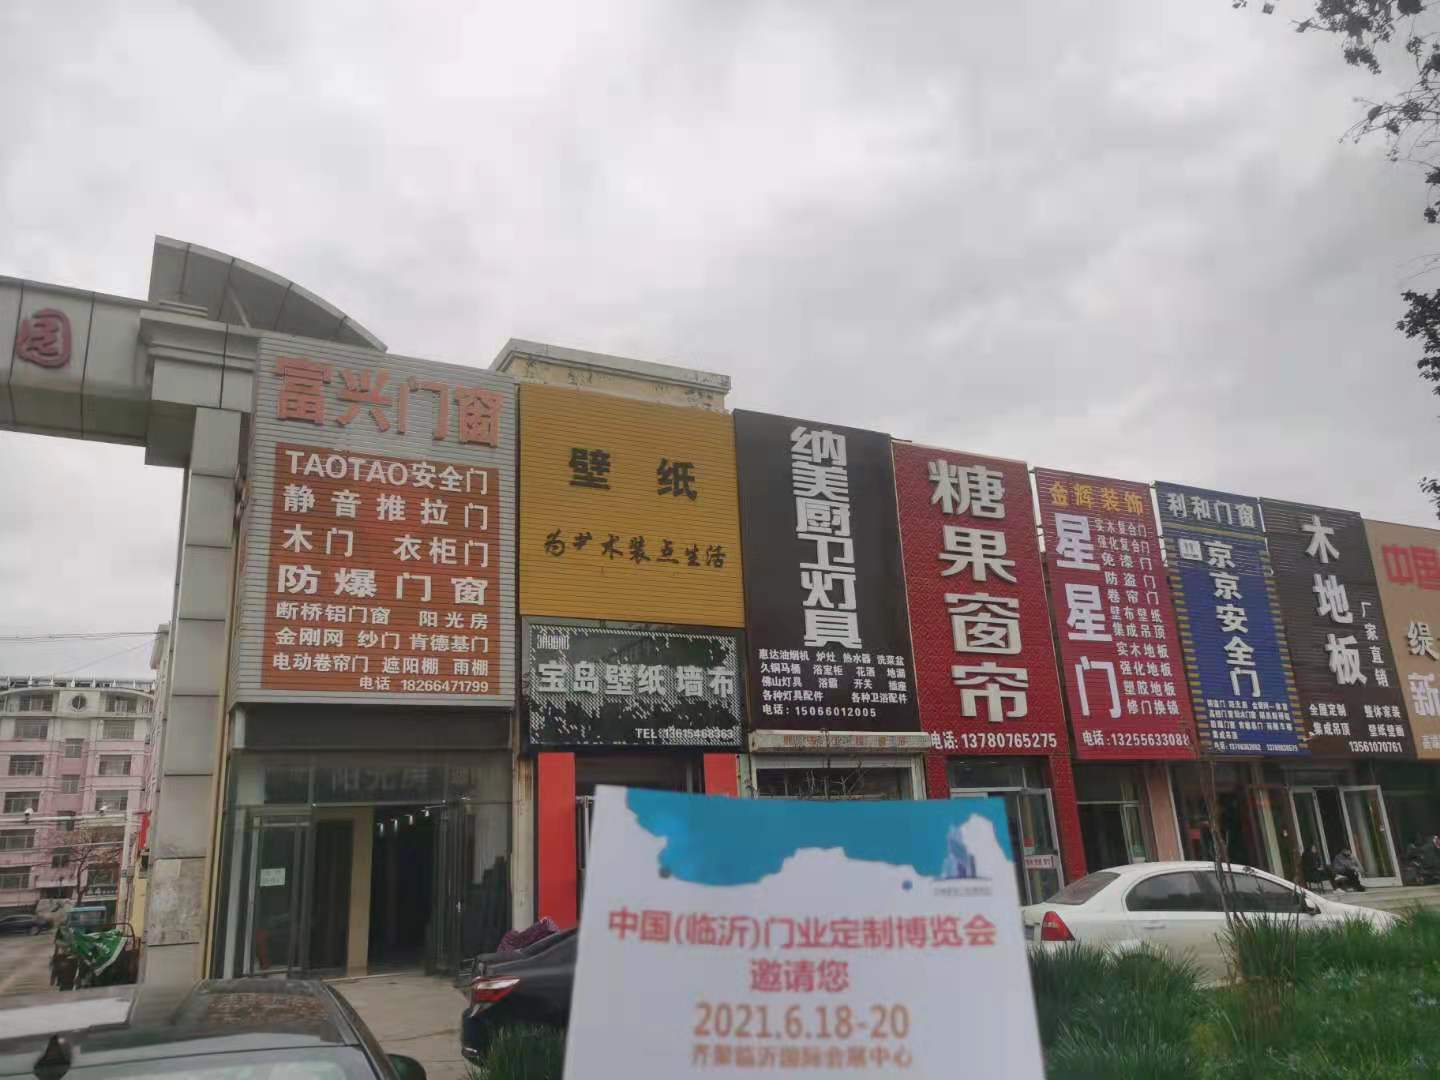 园
富兴门窗
TAOTAO安全门
静音推拉门
木门 衣柜门
防爆门窗
断桥铝门窗 阳光房
金刚网 纱门 肯德基门
电动卷帘门 遮阳棚 雨棚
电话 18266471799
壁纸
为艺术装点生活
宝岛壁纸 墙布
TEL:13615468363
纳美厨卫灯具
惠达油烟机 炉灶 热水器 洗菜盆
久铜马桶 浴室柜 花洒 地漏
佛山灯具 浴霸 开关 插座
各种灯具配件 各种卫浴配件
电话：15066012005
糖果窗帘
电话: 13780765275
金辉装饰
星星门
实木复合门
强化复合门
免漆门
防盗门
卷帘门
壁布壁纸
集成吊顶
实木地板
强化地板
塑胶地板
修门换锁
电话:13255633088
利和门窗
京京安全门
木地板
厂家直销
全屋定制 整体家装
集成吊顶 壁纸壁画
13561070761
中国
新
中国(临沂)门业定制博览会
邀请您
2021.6.18-20
齐聚临沂国际会展中心